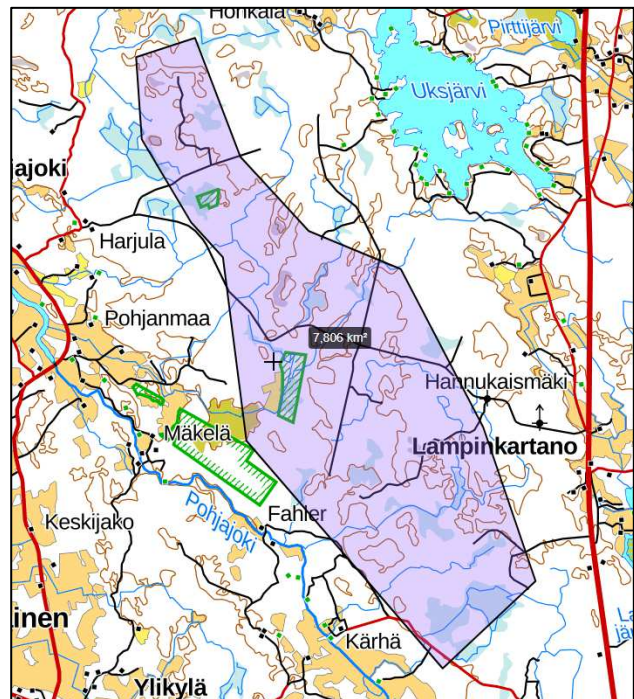 Honkala
Pirttijärvi
Uksjärvi
jajoki
Harjula
Pohjanmaa
7,806 km²
Hannukaismäki
Mäkelä
Lampinkartano
Keskijako
Pohjajoki
Fahler
inen
Kärhä
Ylikylä